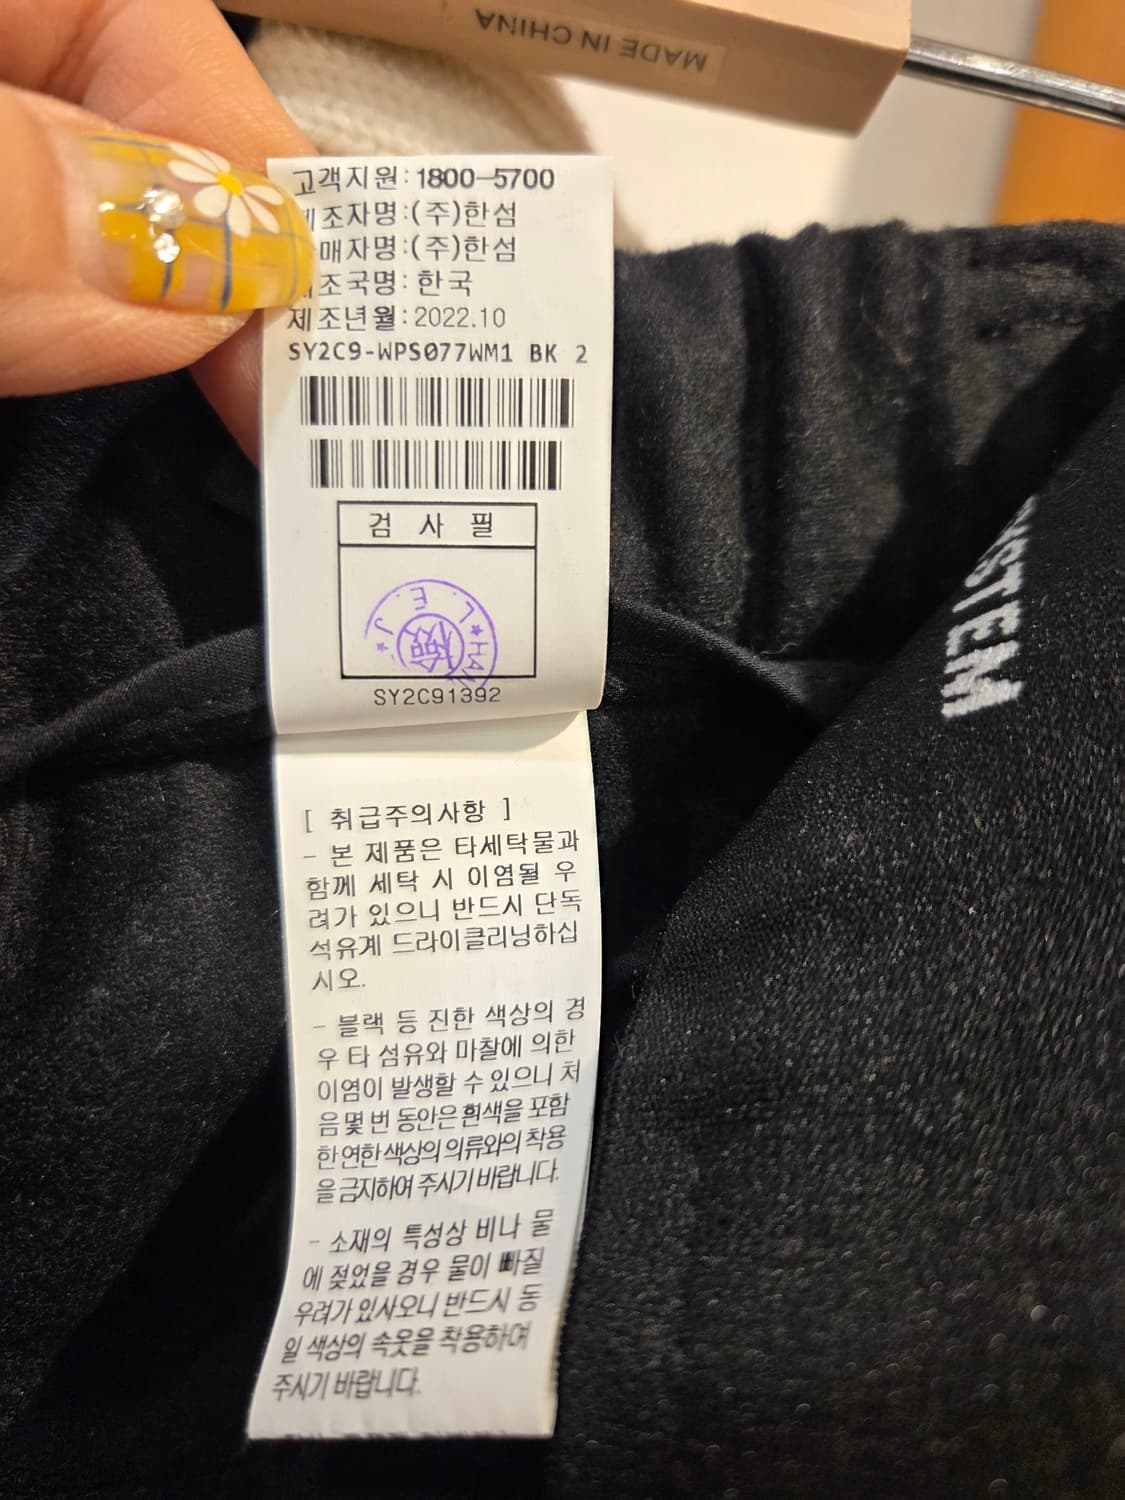 MADE IN CHINA
고객지원:1800-5700
제조자명:(주)한섬
매자명:(주)한섬
제조국명:한국
제조년월:2022.10
SY2C9-WPS077WM1 BK 2
검 사 필
J.E.L.
★HAN
檢
SY2C91392
YSTEM
[ 취급주의사항 ]
- 본 제품은 타세탁물과
함께 세탁 시 이염될 우
려가 있으니 반드시 단독
석유계 드라이클리닝하십
시오.
- 블랙 등 진한 색상의 경
우 타 섬유와 마찰에 의한
이염이 발생할 수 있으니 처
음 몇 번 동안은 흰색을 포함
한 연한 색상의 의류와의 착용
을 금지하여 주시기 바랍니다.
- 소재의 특성상 비나 물
에 젖었을 경우 물이 빠질
우려가 있사오니 반드시 동
일 색상의 속옷을 착용하여
주시기 바랍니다.